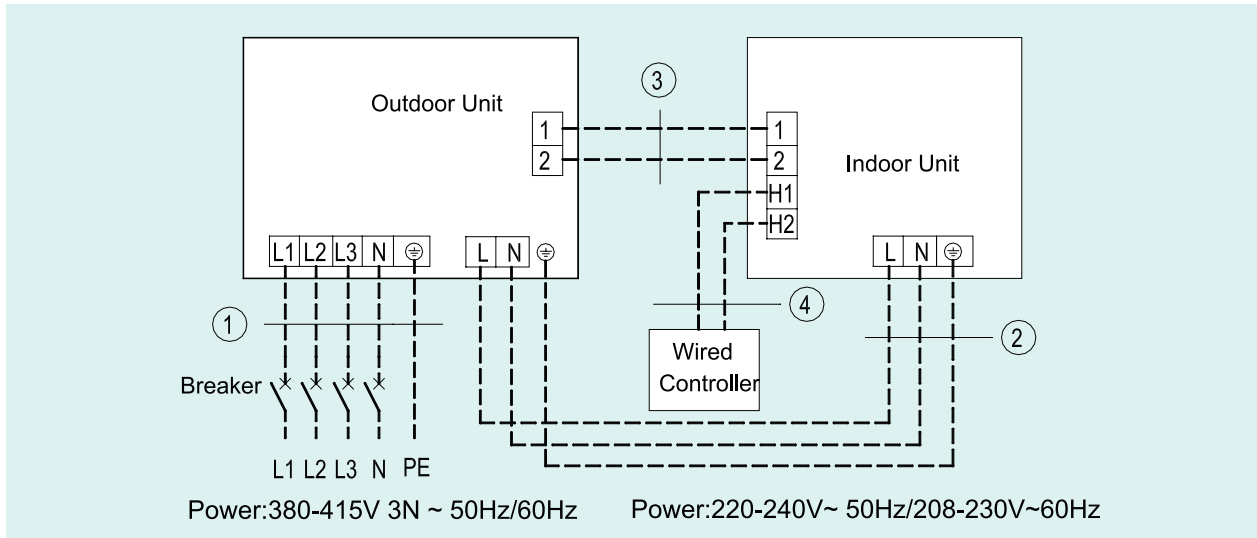 ③
Outdoor Unit
1
2
1
2
H1
H2
Indoor Unit
L1 L2 L3 N
L N
L N
①
④
②
Breaker
Wired
Controller
L1 L2 L3 N PE
Power:380-415V 3N ~ 50Hz/60Hz
Power:220-240V~ 50Hz/208-230V~60Hz